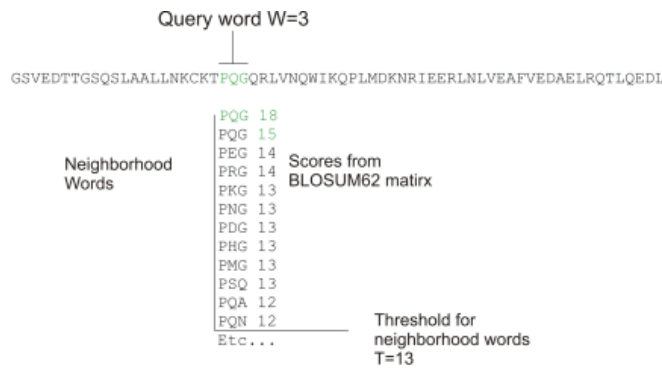 Query word W=3
GSVEDTTGSQSLAALLNKCKTPQGQRLVNQWIKQPLMDKNRIEERLNLVEAFVEDAELRQTLQEDL
PQG 18
PQG 15
PEG 14
PRG 14
PKG 13
PNG 13
PDG 13
PHG 13
PMG 13
PSQ 13
PQA 12
PQN 12
Etc...
Neighborhood
Words
Scores from
BLOSUM62 matirx
Threshold for
neighborhood words
T=13